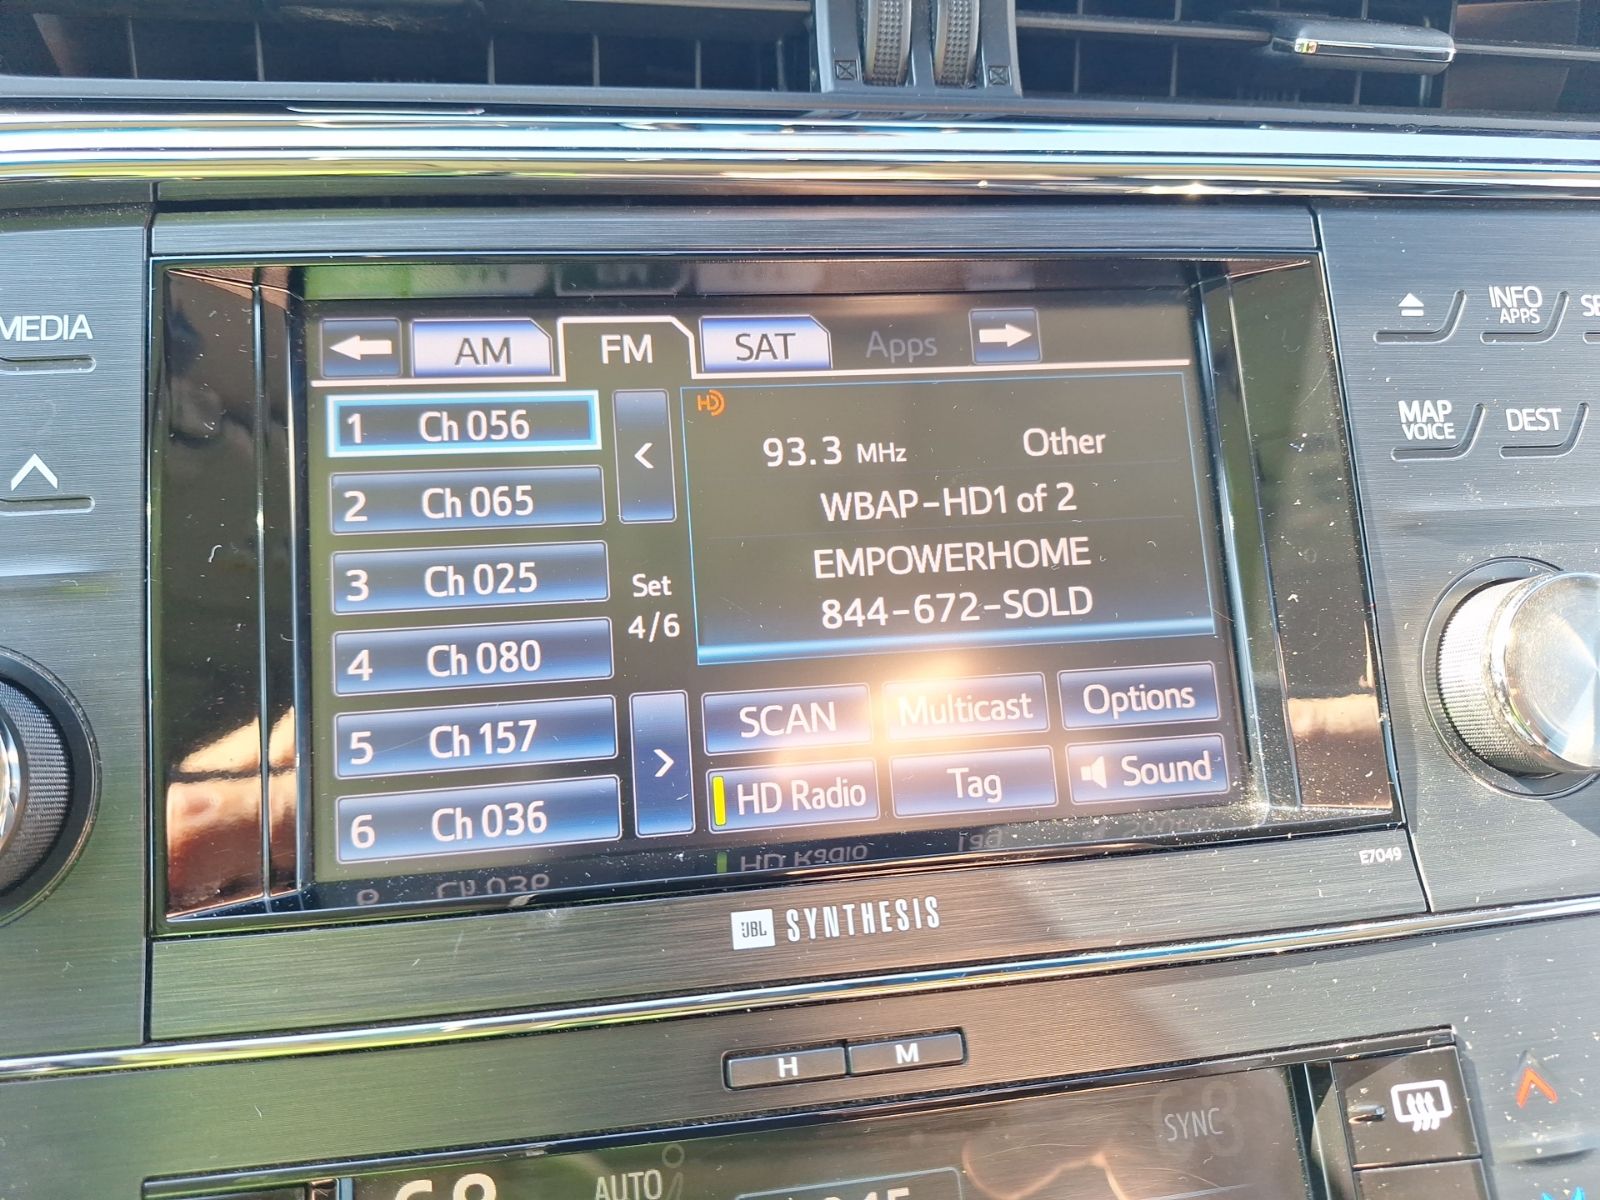 MEDIA
AM
FM
SAT
Apps
INFO
APPS
MAP
VOICE
DEST
1 Ch 056
2 Ch 065
3 Ch 025
4 Ch 080
5 Ch 157
6 Ch 036
<
Set
4/6
>
HD
93.3 MHz Other
WBAP-HD1 of 2
EMPOWERHOME
844-672-SOLD
SCAN
Multicast
Options
HD Radio
Tag
Sound
E7049
JBL SYNTHESIS
H
M
SYNC
AUTO